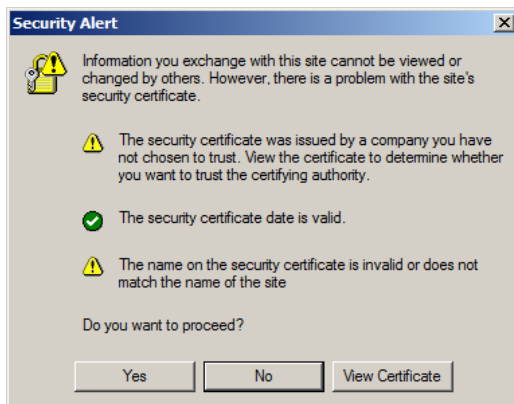 Security Alert
Information you exchange with this site cannot be viewed or
changed by others. However, there is a problem with the site's
security certificate.
The security certificate was issued by a company you have
not chosen to trust. View the certificate to determine whether
you want to trust the certifying authority.
The security certificate date is valid.
The name on the security certificate is invalid or does not
match the name of the site
Do you want to proceed?
Yes
No
View Certificate